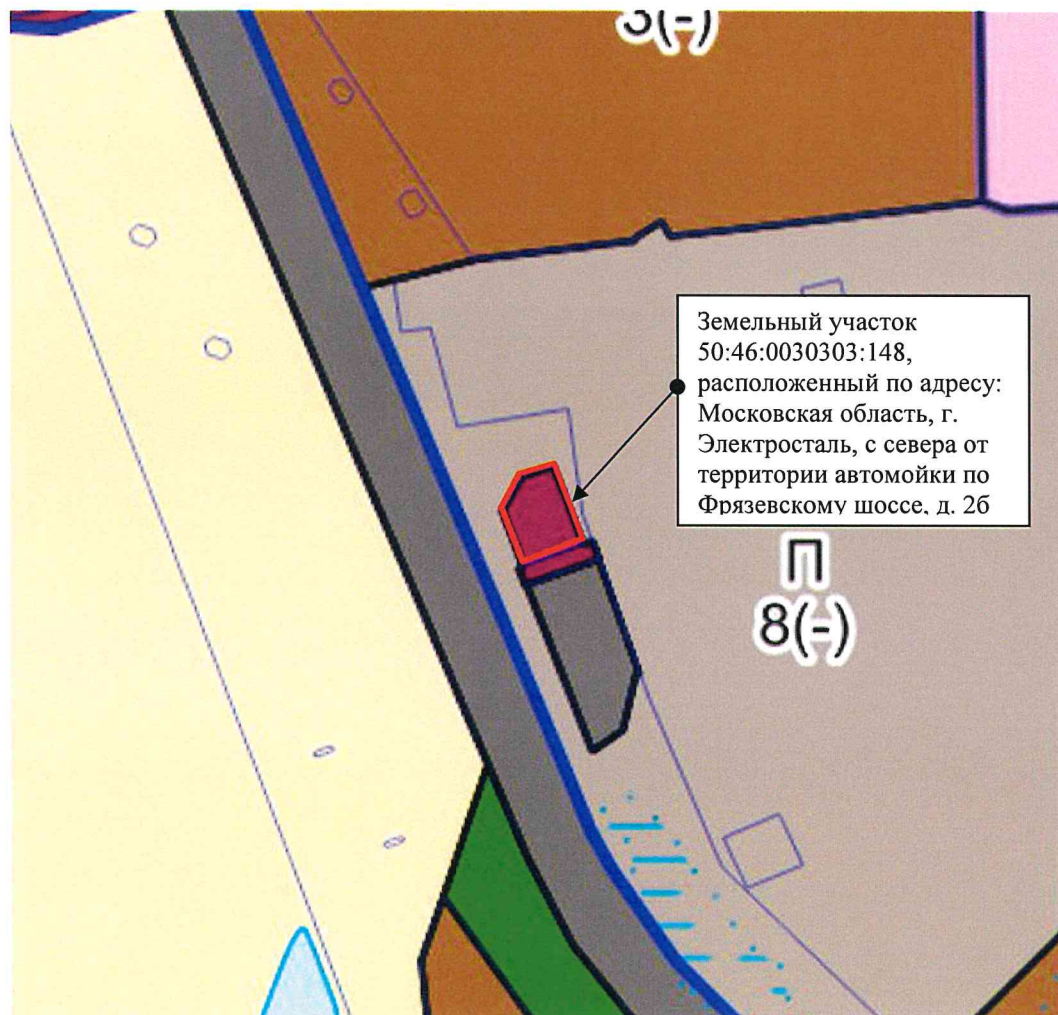 3(-)
Земельный участок
50:46:0030303:148,
расположенный по адресу:
Московская область, г.
Электросталь, с севера от
территории автомойки по
Фрязевскому шоссе, д. 2б
П
8(-)